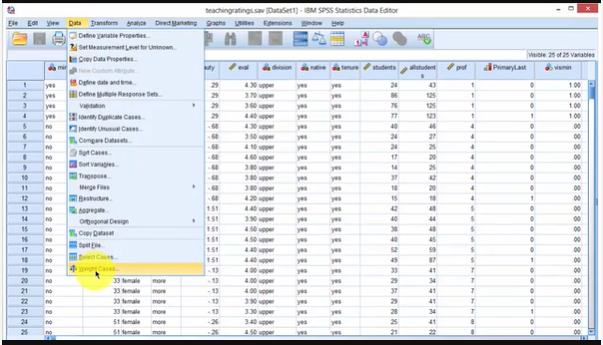 teachingratings.sav [DataSet1] - IBM SPSS Statistics Data Editor
File Edit View Data Transform Analyze Direct Marketing Graphs Utilities Extensions Window Help
Define Variable Properties...
Set Measurement Level for Unknown...
Copy Data Properties...
New Custom Attribute...
Define date and time...
Define Multiple Response Sets...
Validation
Identify Duplicate Cases...
Identify Unusual Cases...
Compare Datasets...
Sort Cases...
Sort Variables...
Transpose...
Merge Files
Restructure...
Aggregate...
Orthogonal Design
Copy Dataset
Split File...
Select Cases...
Weight Cases...
Visible: 25 of 25 Variables
min auty eval division native tenure students allstudents prof PrimaryLast vismin
1 yes .29 4.30 upper yes yes 24 43 1 0 1.00
2 yes .29 3.70 upper yes yes 86 125 1 0 1.00
3 yes .29 3.60 upper yes yes 76 125 1 0 1.00
4 yes .29 4.40 upper yes yes 77 123 1 1 1.00
5 no -.68 4.30 upper yes yes 40 46 4 0 .00
6 no -.68 3.50 upper yes yes 24 27 4 0 .00
7 no -.68 4.10 upper yes yes 24 25 4 0 .00
8 no -.68 4.60 upper yes yes 17 20 4 0 .00
9 no -.68 3.80 upper yes yes 14 25 4 0 .00
10 no -.68 3.80 upper yes yes 37 42 4 0 .00
11 no -.68 3.80 upper yes yes 18 20 4 0 .00
12 no -.68 4.20 upper yes yes 15 18 4 1 .00
13 no 1.51 4.40 upper yes yes 42 48 5 0 .00
14 no 1.51 3.90 upper yes yes 40 44 5 0 .00
15 no 1.51 4.50 upper yes yes 38 48 5 0 .00
16 no 1.51 4.40 upper yes yes 40 45 5 0 .00
17 no 1.51 4.50 upper yes yes 52 59 5 0 .00
18 no 1.51 4.40 upper yes yes 49 87 5 1 .00
19 no -.13 4.00 upper yes yes 33 41 7 0 .00
20 no 33 female more -.13 4.00 upper yes yes 29 34 7 0 .00
21 no 33 female more -.13 4.00 upper yes yes 37 41 7 0 .00
22 no 33 female more -.13 3.90 upper yes yes 29 41 7 0 .00
23 no 33 female more -.13 3.30 upper yes yes 28 34 7 1 .00
24 no 51 female more -.26 3.40 upper yes yes 25 41 8 0 .00
25 no 51 female more -.26 4.40 upper yes yes 21 22 8 0 .00